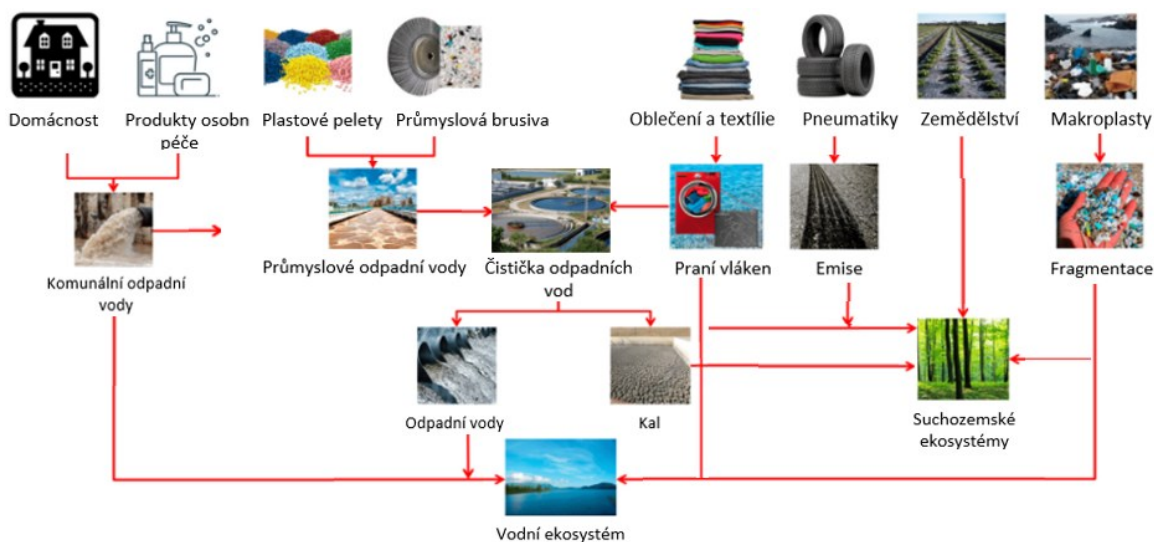 Domácnost
Produkty osobn
péče
Plastové pelety
Průmyslová brusiva
Oblečení a textílie
Pneumatiky
Zemědělství
Makroplasty
Komunální odpadní
vody
Průmyslové odpadní vody
Čistička odpadních
vod
Praní vláken
Emise
Fragmentace
Odpadní vody
Kal
Suchozemské
ekosystémy
Vodní ekosystém